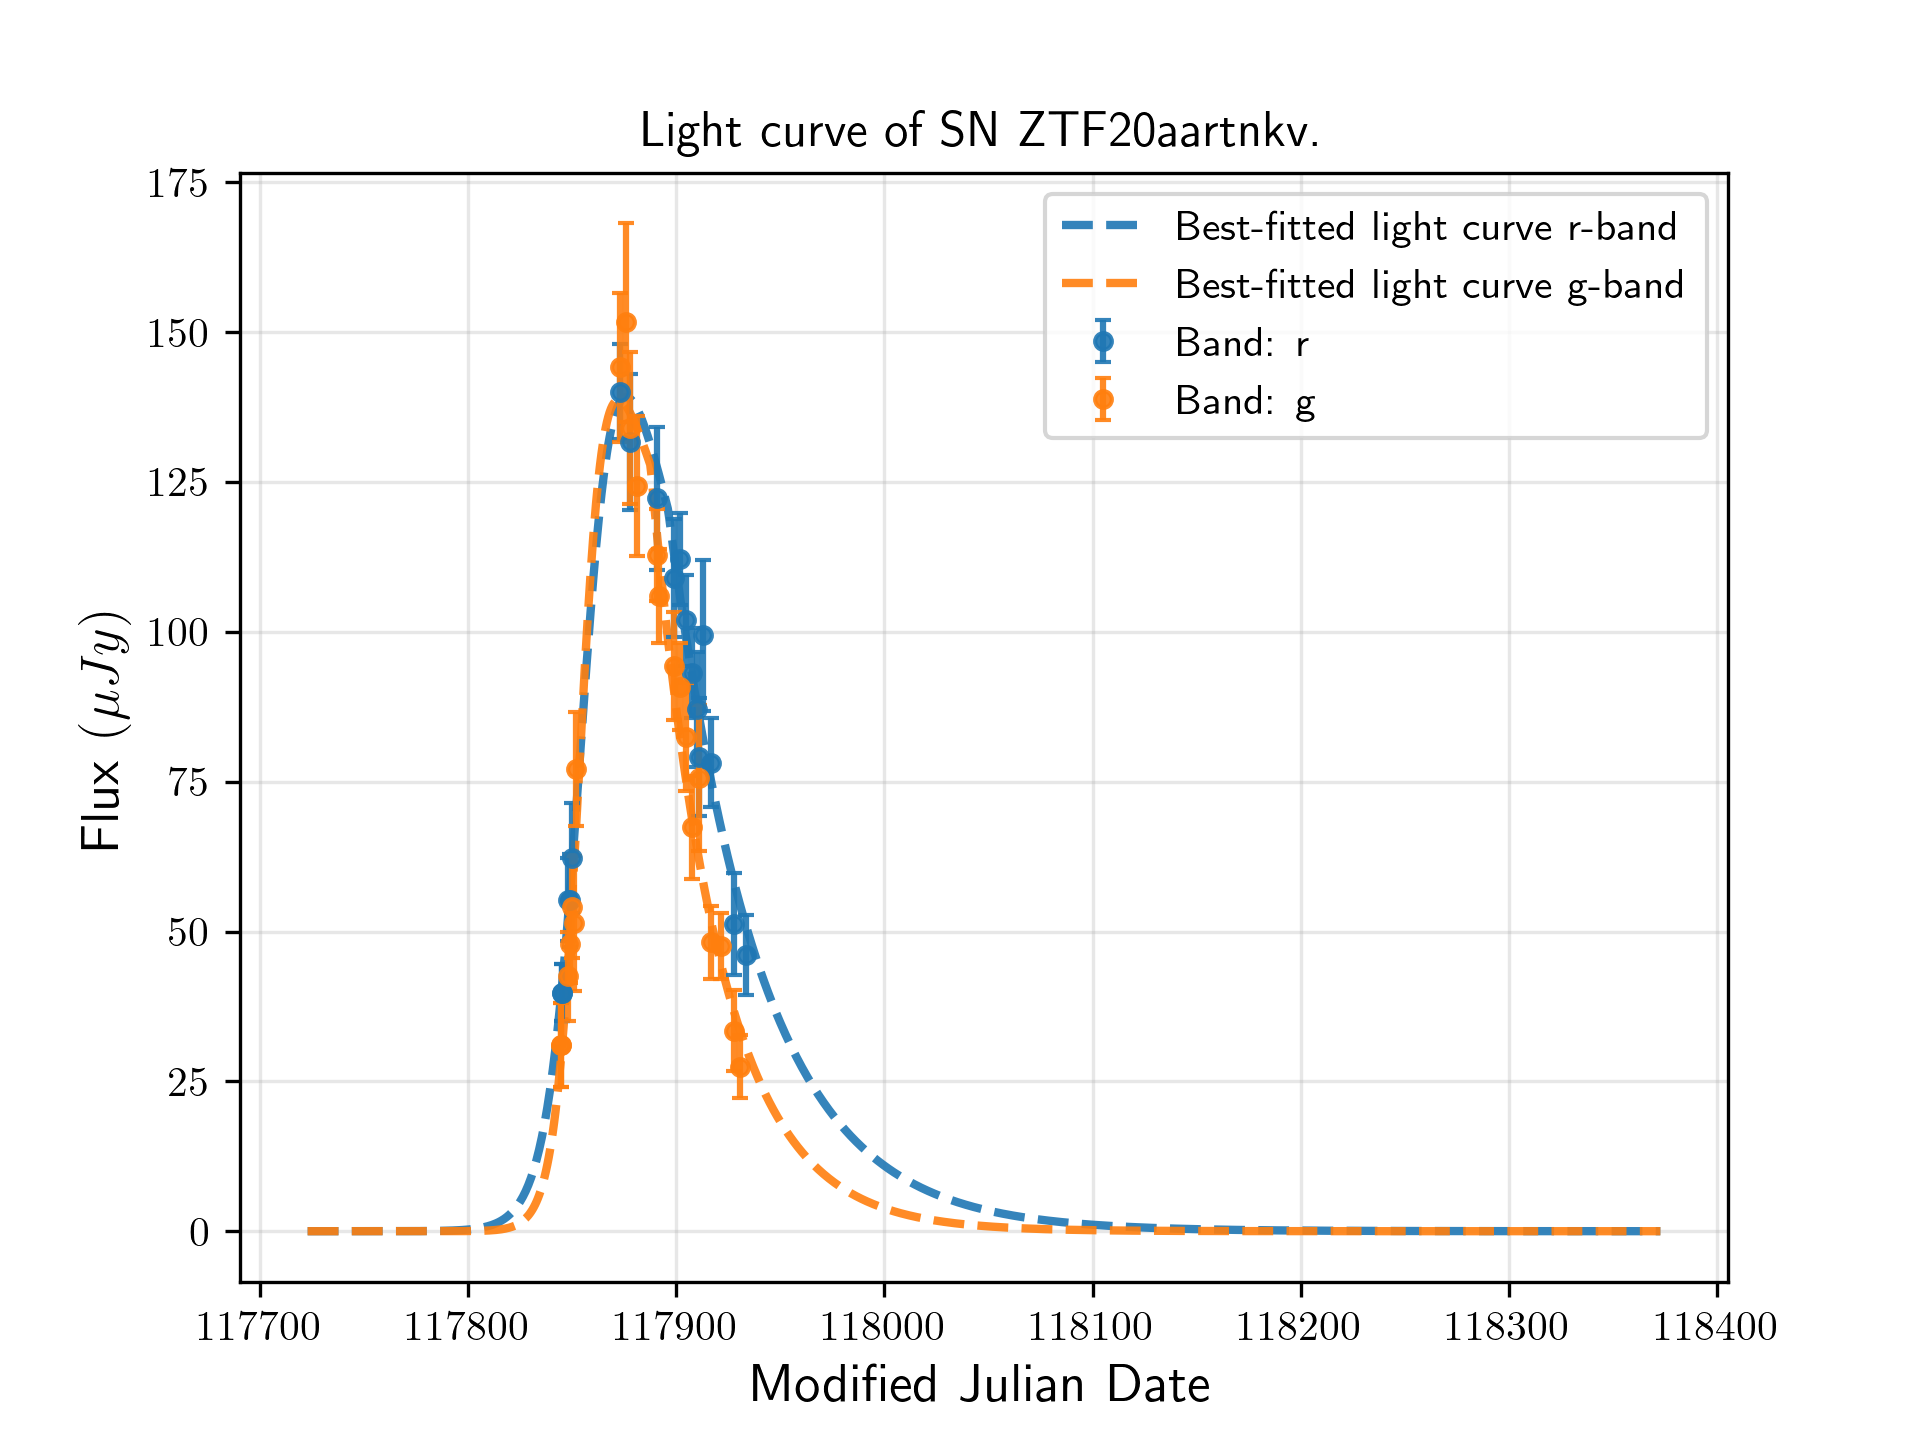 Light curve of SN ZTF20aartnkv.
Best-fitted light curve r-band
Best-fitted light curve g-band
Band: r
Band: g
175
150
125
100
75
50
25
0
Flux (μJy)
117700 117800 117900 118000 118100 118200 118300 118400
Modified Julian Date